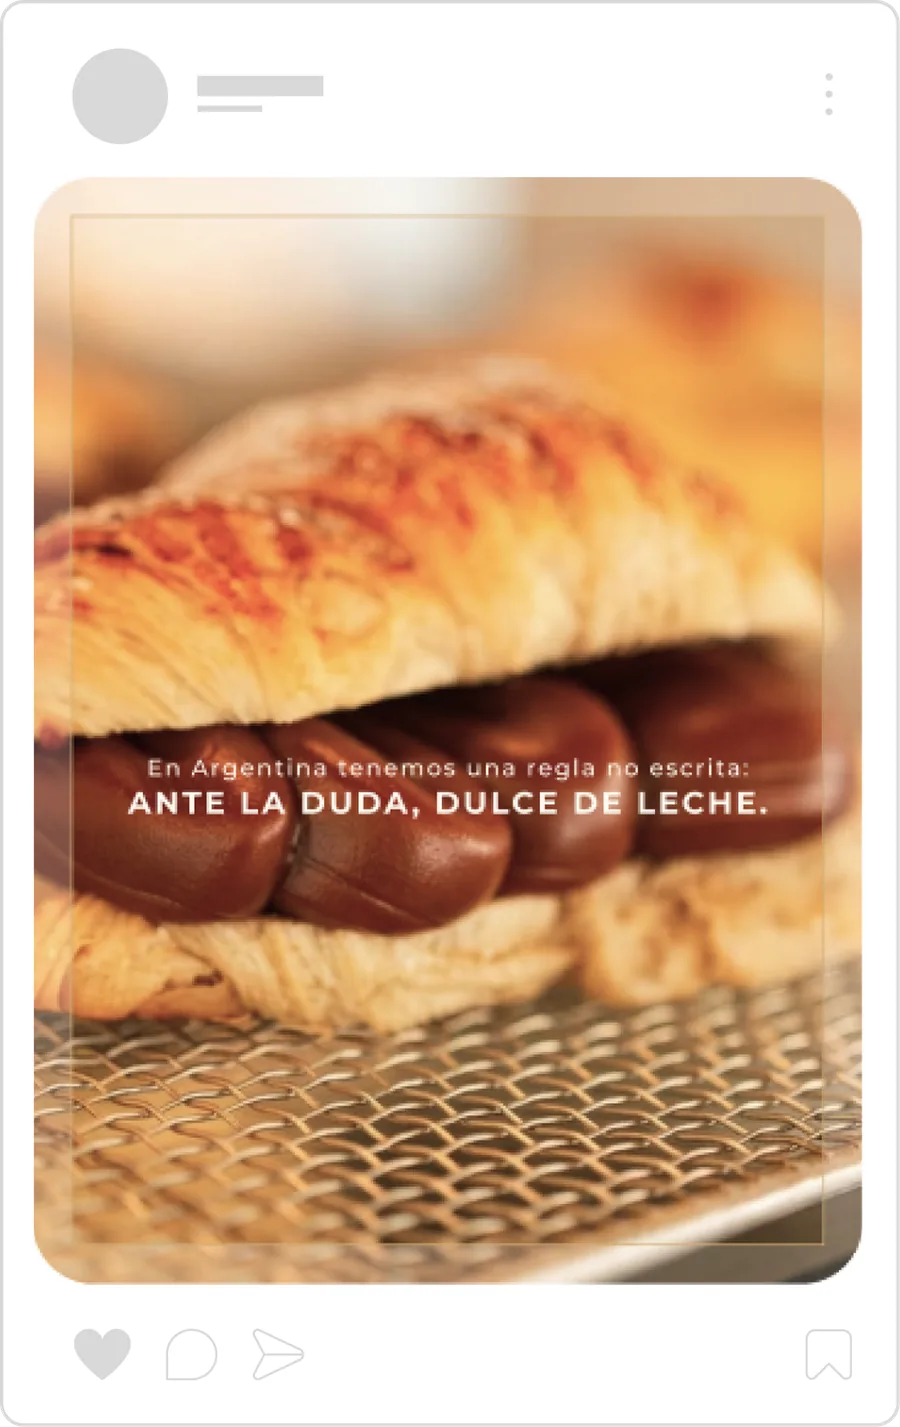 En Argentina tenemos una regla no escrita:
ANTE LA DUDA, DULCE DE LECHE.